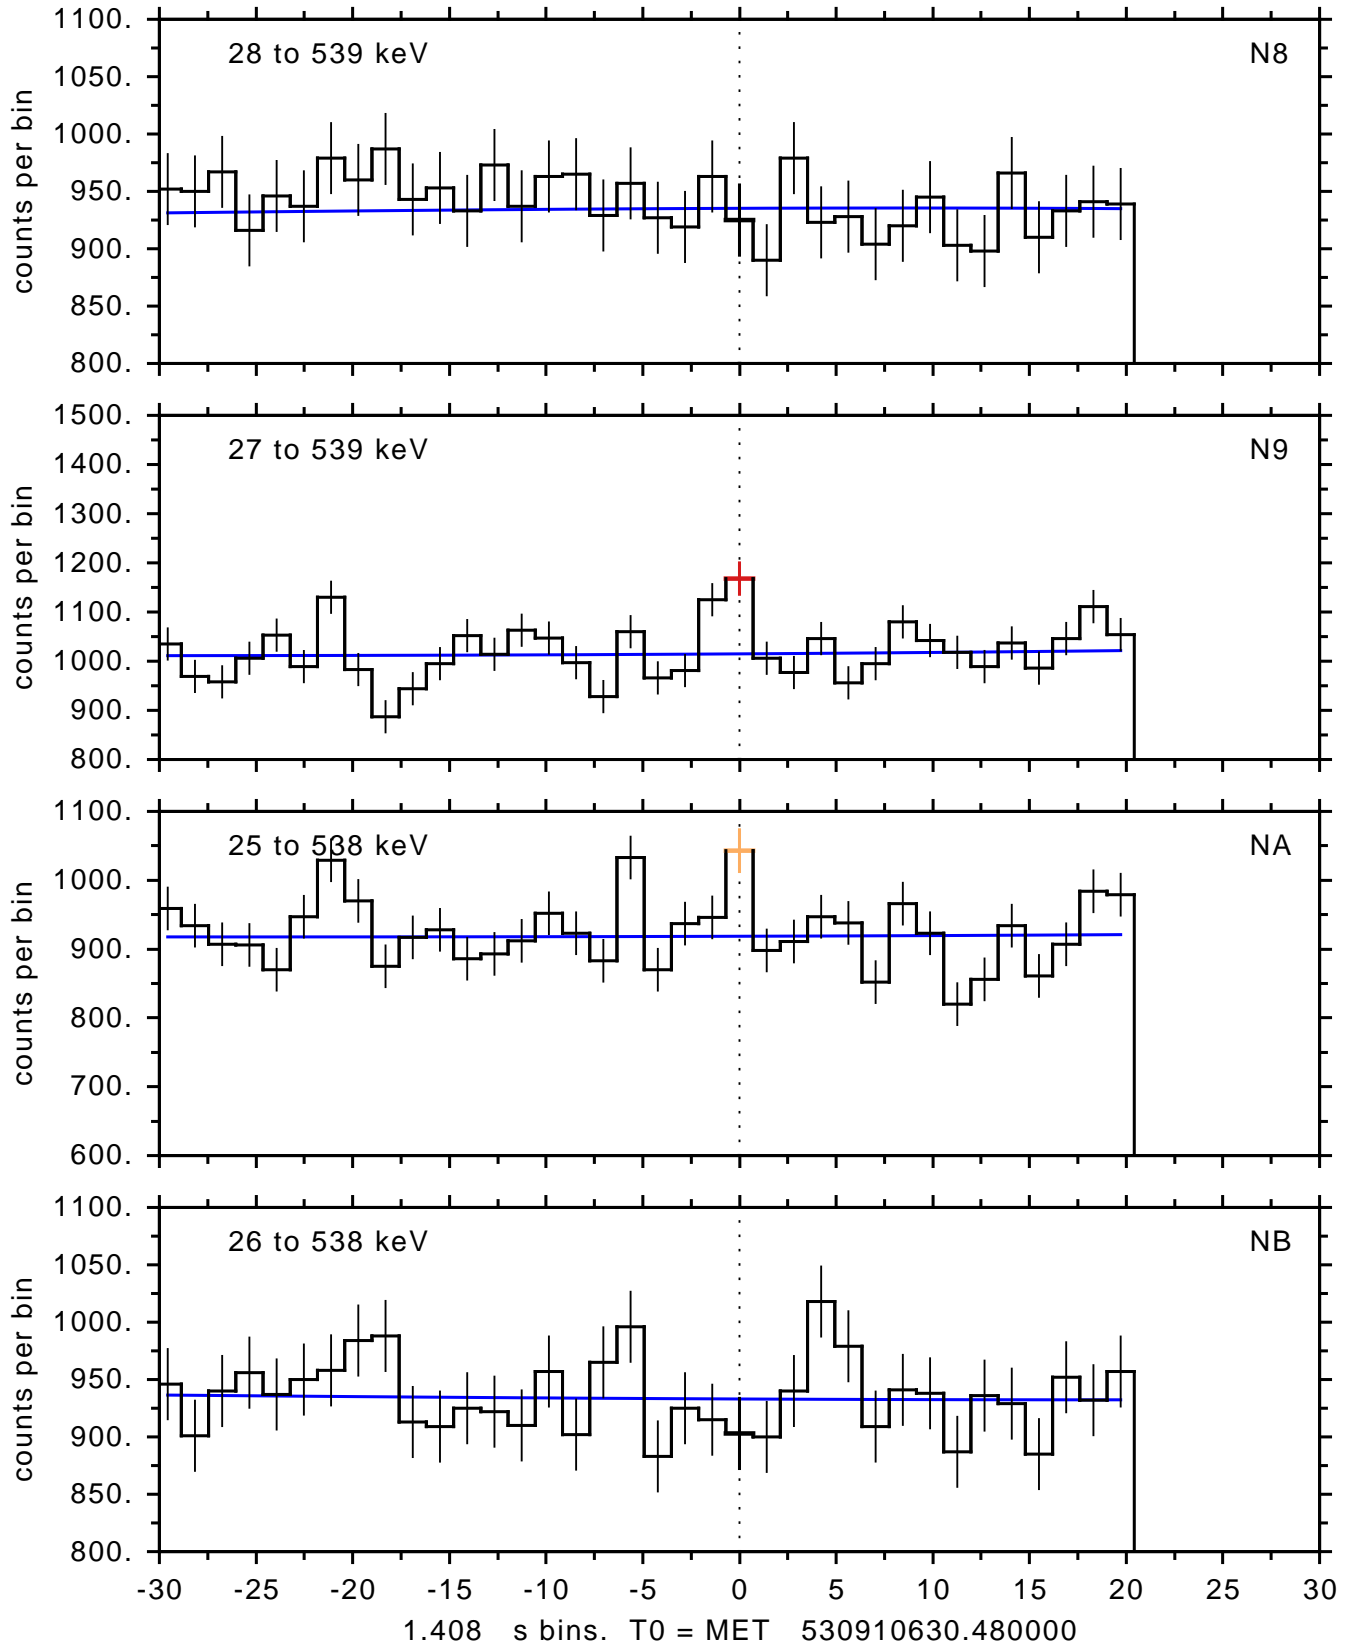 1100.
28 to 539 keV N8
1050.
1000.
950.
900.
850.
800.
counts per bin
1500.
27 to 539 keV N9
1400.
1300.
1200.
1100.
1000.
900.
800.
counts per bin
1100.
25 to 538 keV NA
1000.
900.
800.
700.
600.
counts per bin
1100.
26 to 538 keV NB
1050.
1000.
950.
900.
850.
800.
counts per bin
-30 -25 -20 -15 -10 -5 0 5 10 15 20 25 30
1.408 s bins. T0 = MET 530910630.480000